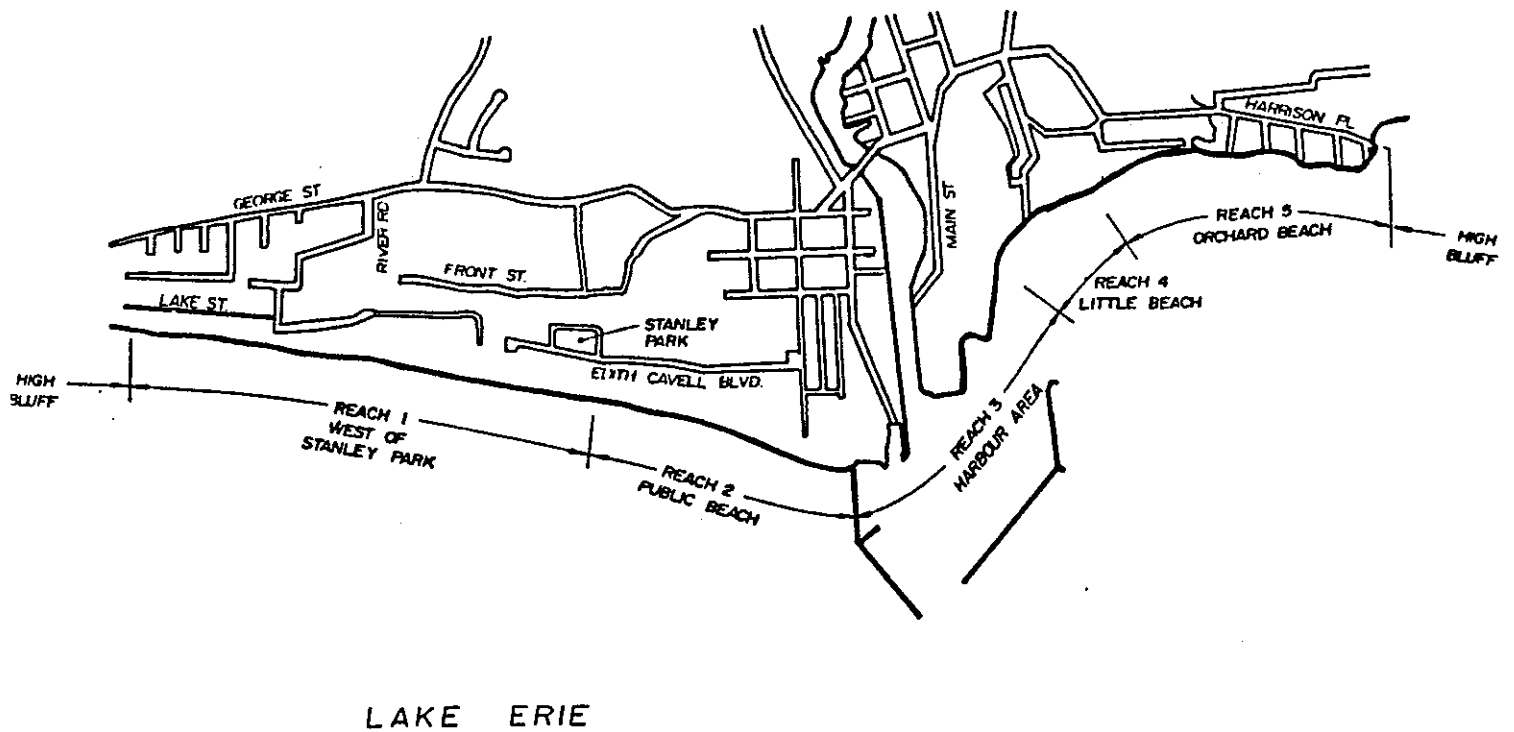 HARRISON PL
GEORGE ST
RIVER RD
MAIN ST
REACH 5
ORCHARD BEACH
HIGH
BLUFF
FRONT ST.
REACH 4
LITTLE BEACH
LAKE ST.
STANLEY
PARK
EDITH CAVELL BLVD.
HIGH
BLUFF
REACH 1
WEST OF
STANLEY PARK
REACH 3
HARBOUR AREA
REACH 2
PUBLIC BEACH
LAKE ERIE